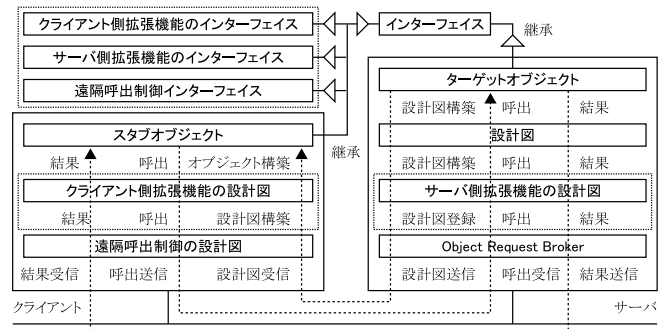 クライアント側拡張機能のインターフェイス
インターフェイス
継承
サーバ側拡張機能のインターフェイス
遠隔呼出制御インターフェイス
ターゲットオブジェクト
設計図構築 呼出 結果
スタブオブジェクト
設計図
継承
結果 呼出 オブジェクト構築
設計図構築 呼出 結果
クライアント側拡張機能の設計図
サーバ側拡張機能の設計図
結果 呼出 設計図構築
設計図登録 呼出 結果
遠隔呼出制御の設計図
Object Request Broker
結果受信 呼出送信 設計図受信
設計図送信 呼出受信 結果送信
クライアント
サーバ